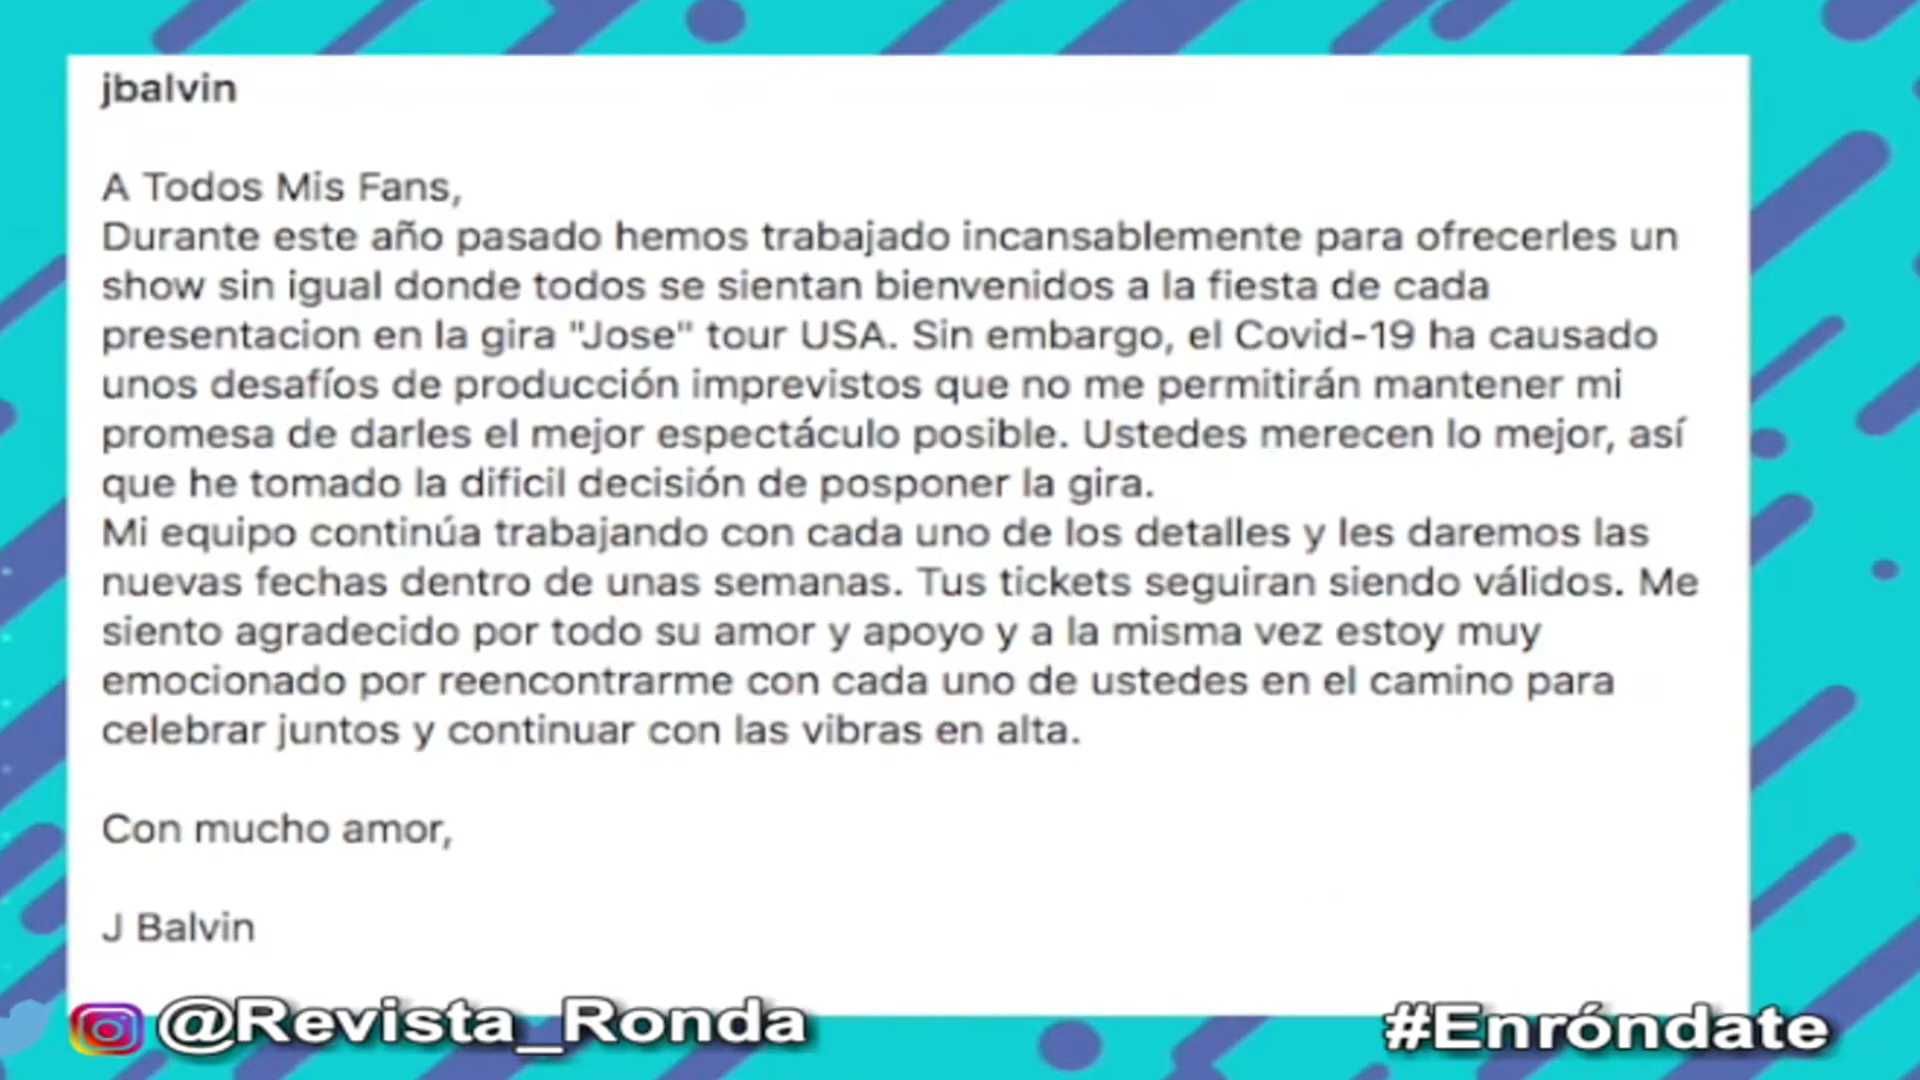 jbalvin
A Todos Mis Fans,
Durante este año pasado hemos trabajado incansablemente para ofrecerles un
show sin igual donde todos se sientan bienvenidos a la fiesta de cada
presentacion en la gira "Jose" tour USA. Sin embargo, el Covid-19 ha causado
unos desafíos de producción imprevistos que no me permitirán mantener mi
promesa de darles el mejor espectáculo posible. Ustedes merecen lo mejor, así
que he tomado la dificil decisión de posponer la gira.
Mi equipo continúa trabajando con cada uno de los detalles y les daremos las
nuevas fechas dentro de unas semanas. Tus tickets seguiran siendo válidos. Me
siento agradecido por todo su amor y apoyo y a la misma vez estoy muy
emocionado por reencontrarme con cada uno de ustedes en el camino para
celebrar juntos y continuar con las vibras en alta.
Con mucho amor,
J Balvin
@Revista_Ronda
#Enróndate